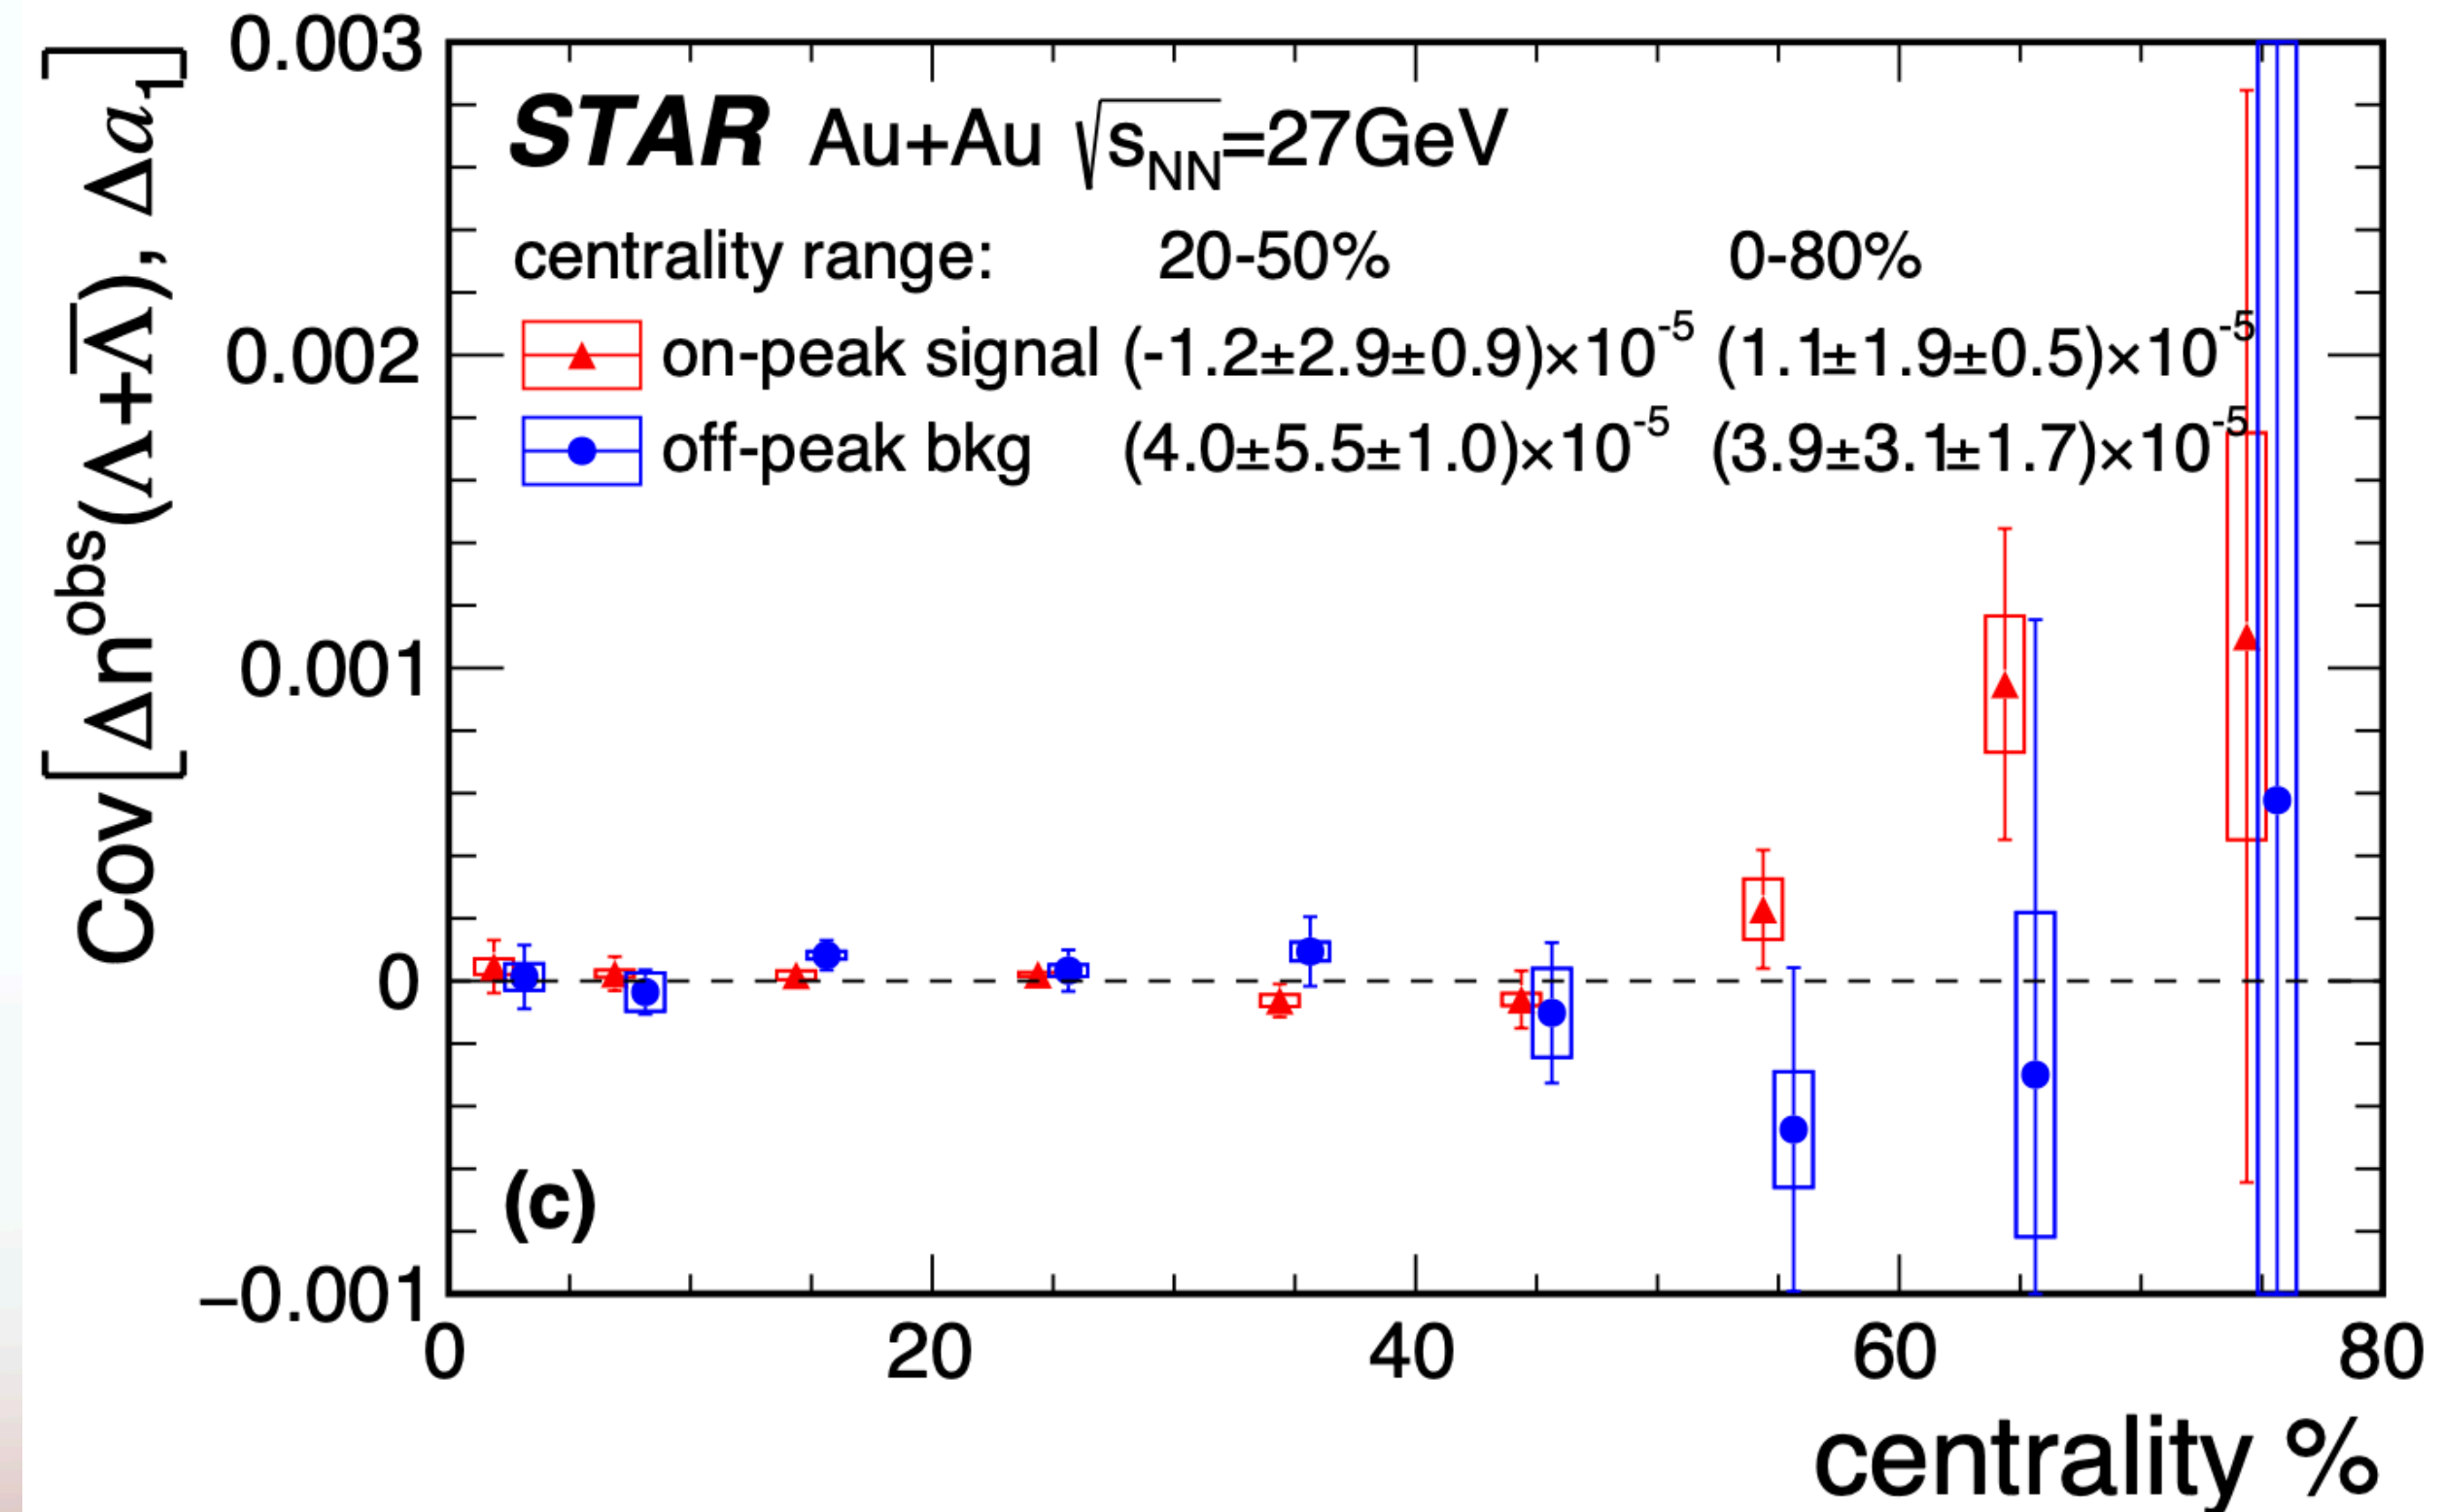 Cov[Δn^obs(Λ+Λ̅), Δa₁]
0.003
0.002
0.001
0
−0.001
STAR Au+Au √s_NN=27GeV
centrality range: 20-50% 0-80%
on-peak signal (-1.2±2.9±0.9)×10^-5 (1.1±1.9±0.5)×10^-5
off-peak bkg (4.0±5.5±1.0)×10^-5 (3.9±3.1±1.7)×10^-5
(c)
0 20 40 60 80
centrality %